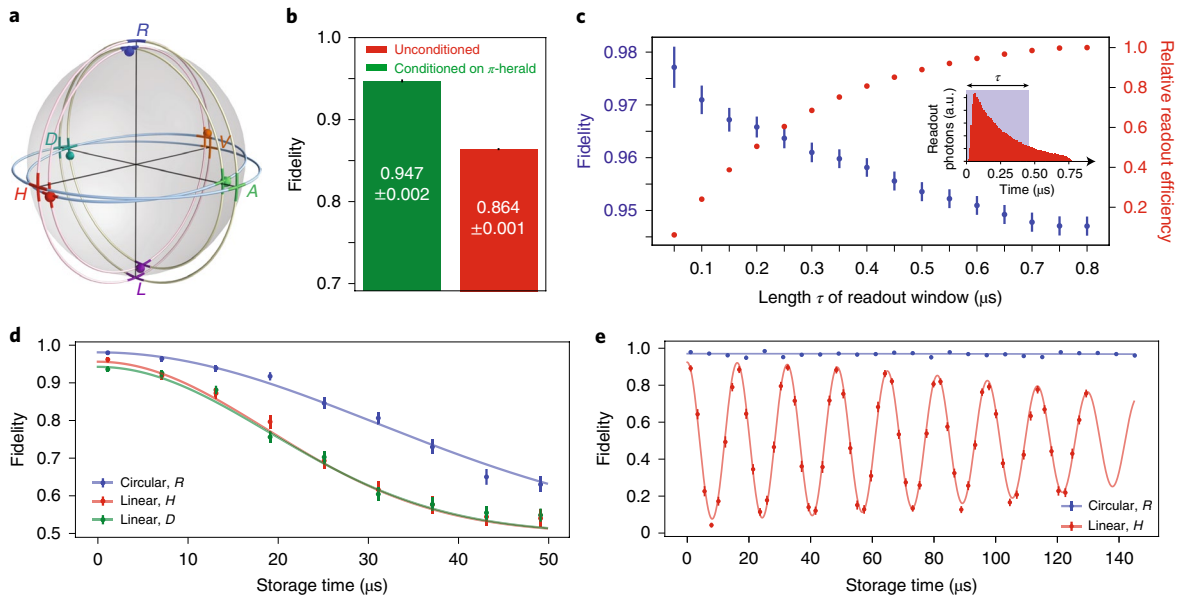 a
R
D
V
H
A
L
b
1.0
0.9
0.8
0.7
Fidelity
Unconditioned
Conditioned on π-herald
0.947
±0.002
0.864
±0.001
c
0.98
0.97
0.96
0.95
Fidelity
1.0
0.8
0.6
0.4
0.2
Relative readout efficiency
τ
Readout
photons (a.u.)
0 0.25 0.50 0.75
Time (μs)
0.1 0.2 0.3 0.4 0.5 0.6 0.7 0.8
Length τ of readout window (μs)
d
1.0
0.9
0.8
0.7
0.6
0.5
Fidelity
Circular, R
Linear, H
Linear, D
0 10 20 30 40 50
Storage time (μs)
e
1.0
0.8
0.6
0.4
0.2
0
Fidelity
Circular, R
Linear, H
0 20 40 60 80 100 120 140
Storage time (μs)